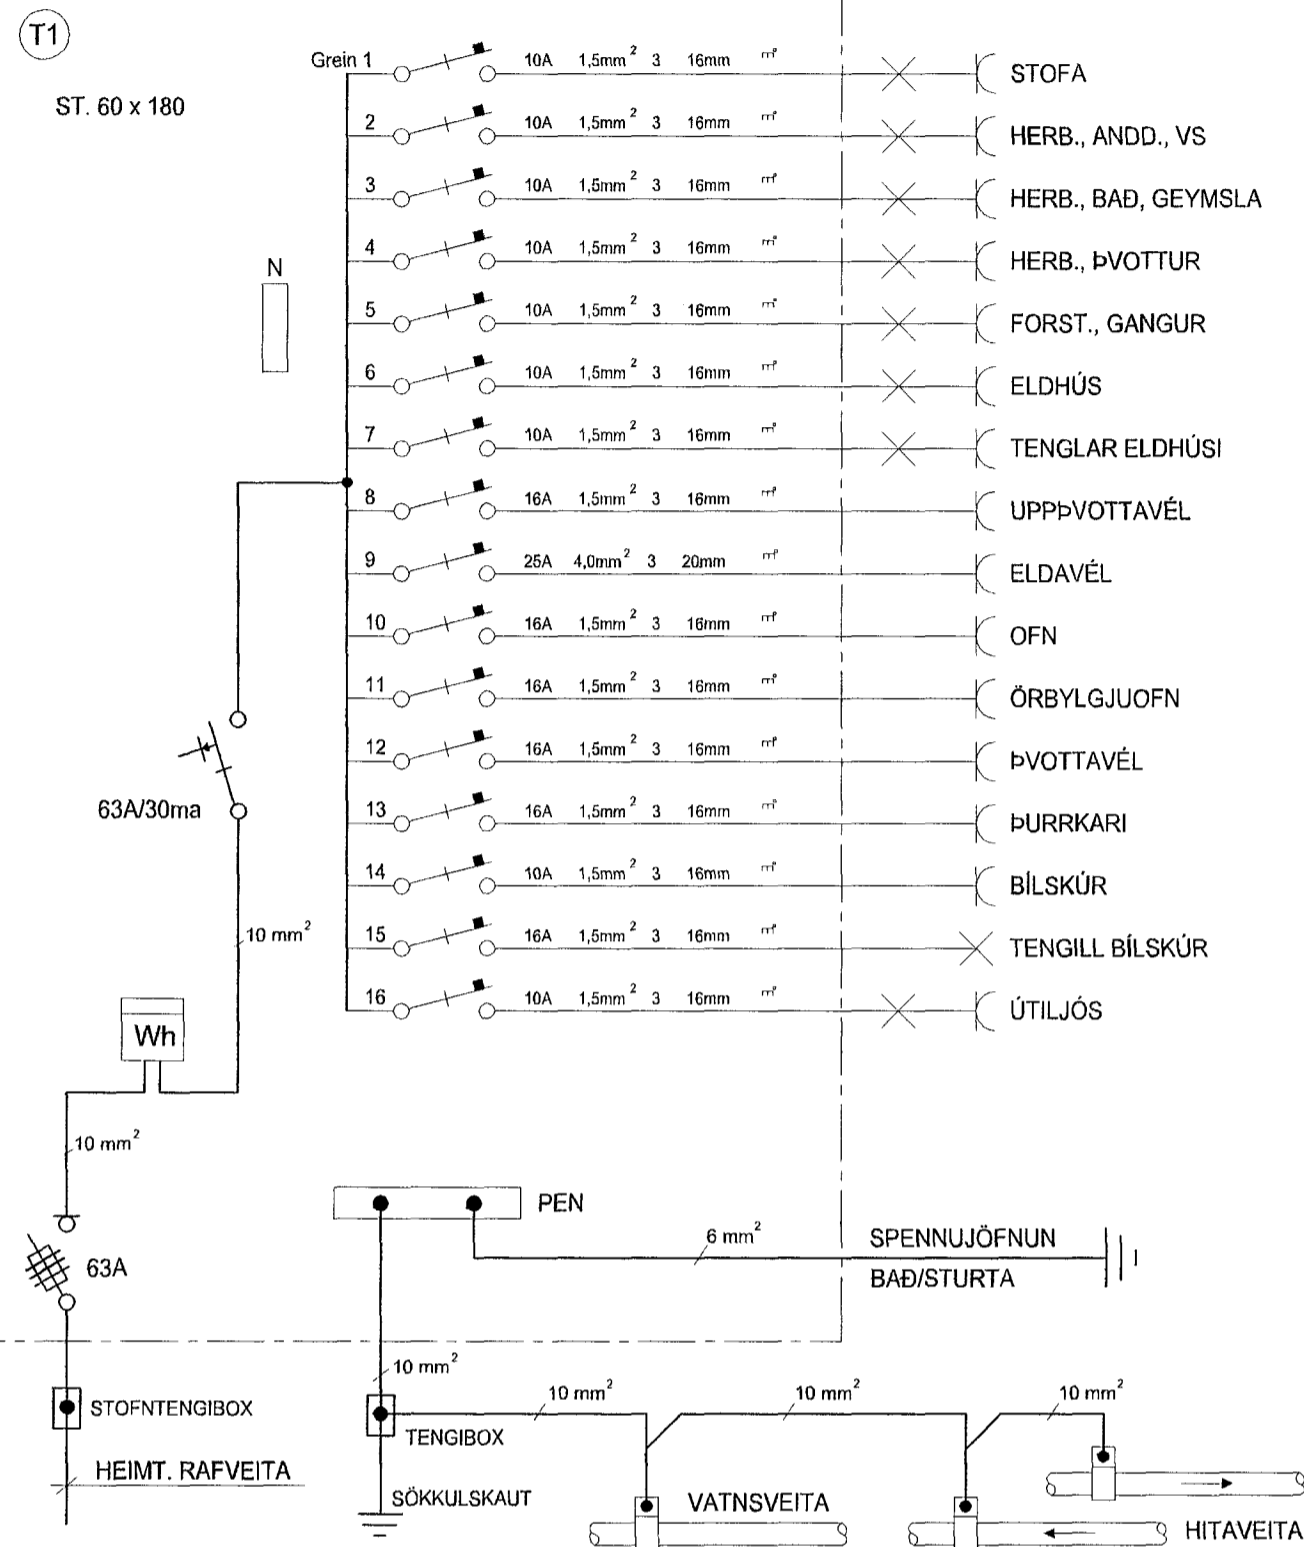 T1
ST. 60 x 180
Grein 1 10A 1,5mm² 3 16mm STOFA
2 10A 1,5mm² 3 16mm HERB., ANDD., VS
3 10A 1,5mm² 3 16mm HERB., BAÐ, GEYMSLA
4 10A 1,5mm² 3 16mm HERB., ÞVOTTUR
N
5 10A 1,5mm² 3 16mm FORST., GANGUR
6 10A 1,5mm² 3 16mm ELDHÚS
7 10A 1,5mm² 3 16mm TENGLAR ELDHÚSI
8 16A 1,5mm² 3 16mm UPPÞVOTTAVÉL
9 25A 4,0mm² 3 20mm ELDAVÉL
10 16A 1,5mm² 3 16mm OFN
11 16A 1,5mm² 3 16mm ÖRBYLGJUOFN
12 16A 1,5mm² 3 16mm ÞVOTTAVÉL
63A/30ma
13 16A 1,5mm² 3 16mm ÞURRKARI
14 10A 1,5mm² 3 16mm BÍLSKÚR
10 mm²
15 16A 1,5mm² 3 16mm TENGILL BÍLSKÚR
16 10A 1,5mm² 3 16mm ÚTILJÓS
Wh
10 mm²
PEN
6 mm²
SPENNUJÖFNUN
BAÐ/STURTA
63A
10 mm²
10 mm² 10 mm² 10 mm²
STOFNTENGIBOX
TENGIBOX
HEIMT. RAFVEITA
SÖKKULSKAUT
VATNSVEITA
HITAVEITA